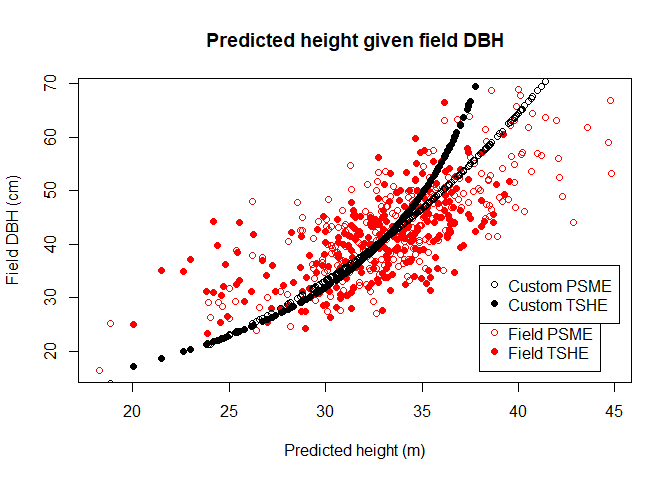 Predicted height given field DBH
Field DBH (cm)
70
60
50
40
30
20
Custom PSME
Custom TSHE
Field PSME
Field TSHE
20 25 30 35 40 45
Predicted height (m)